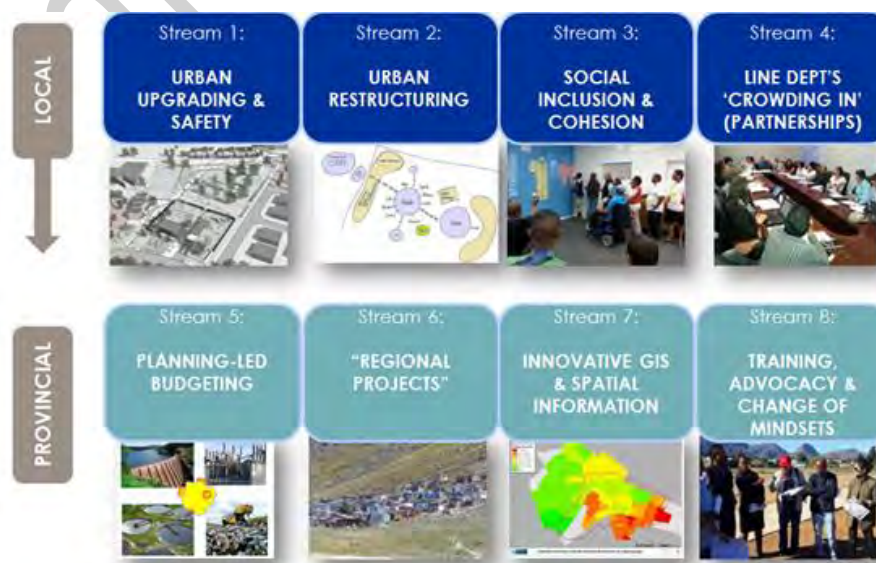 LOCAL
Stream 1:
URBAN
UPGRADING &
SAFETY
Stream 2:
URBAN
RESTRUCTURING
Stream 3:
SOCIAL
INCLUSION &
COHESION
Stream 4:
LINE DEPT'S
'CROWDING IN'
(PARTNERSHIPS)
PROVINCIAL
Stream 5:
PLANNING-LED
BUDGETING
Stream 6:
"REGIONAL
PROJECTS"
Stream 7:
INNOVATIVE GIS
& SPATIAL
INFORMATION
Stream 8:
TRAINING,
ADVOCACY &
CHANGE OF
MINDSETS